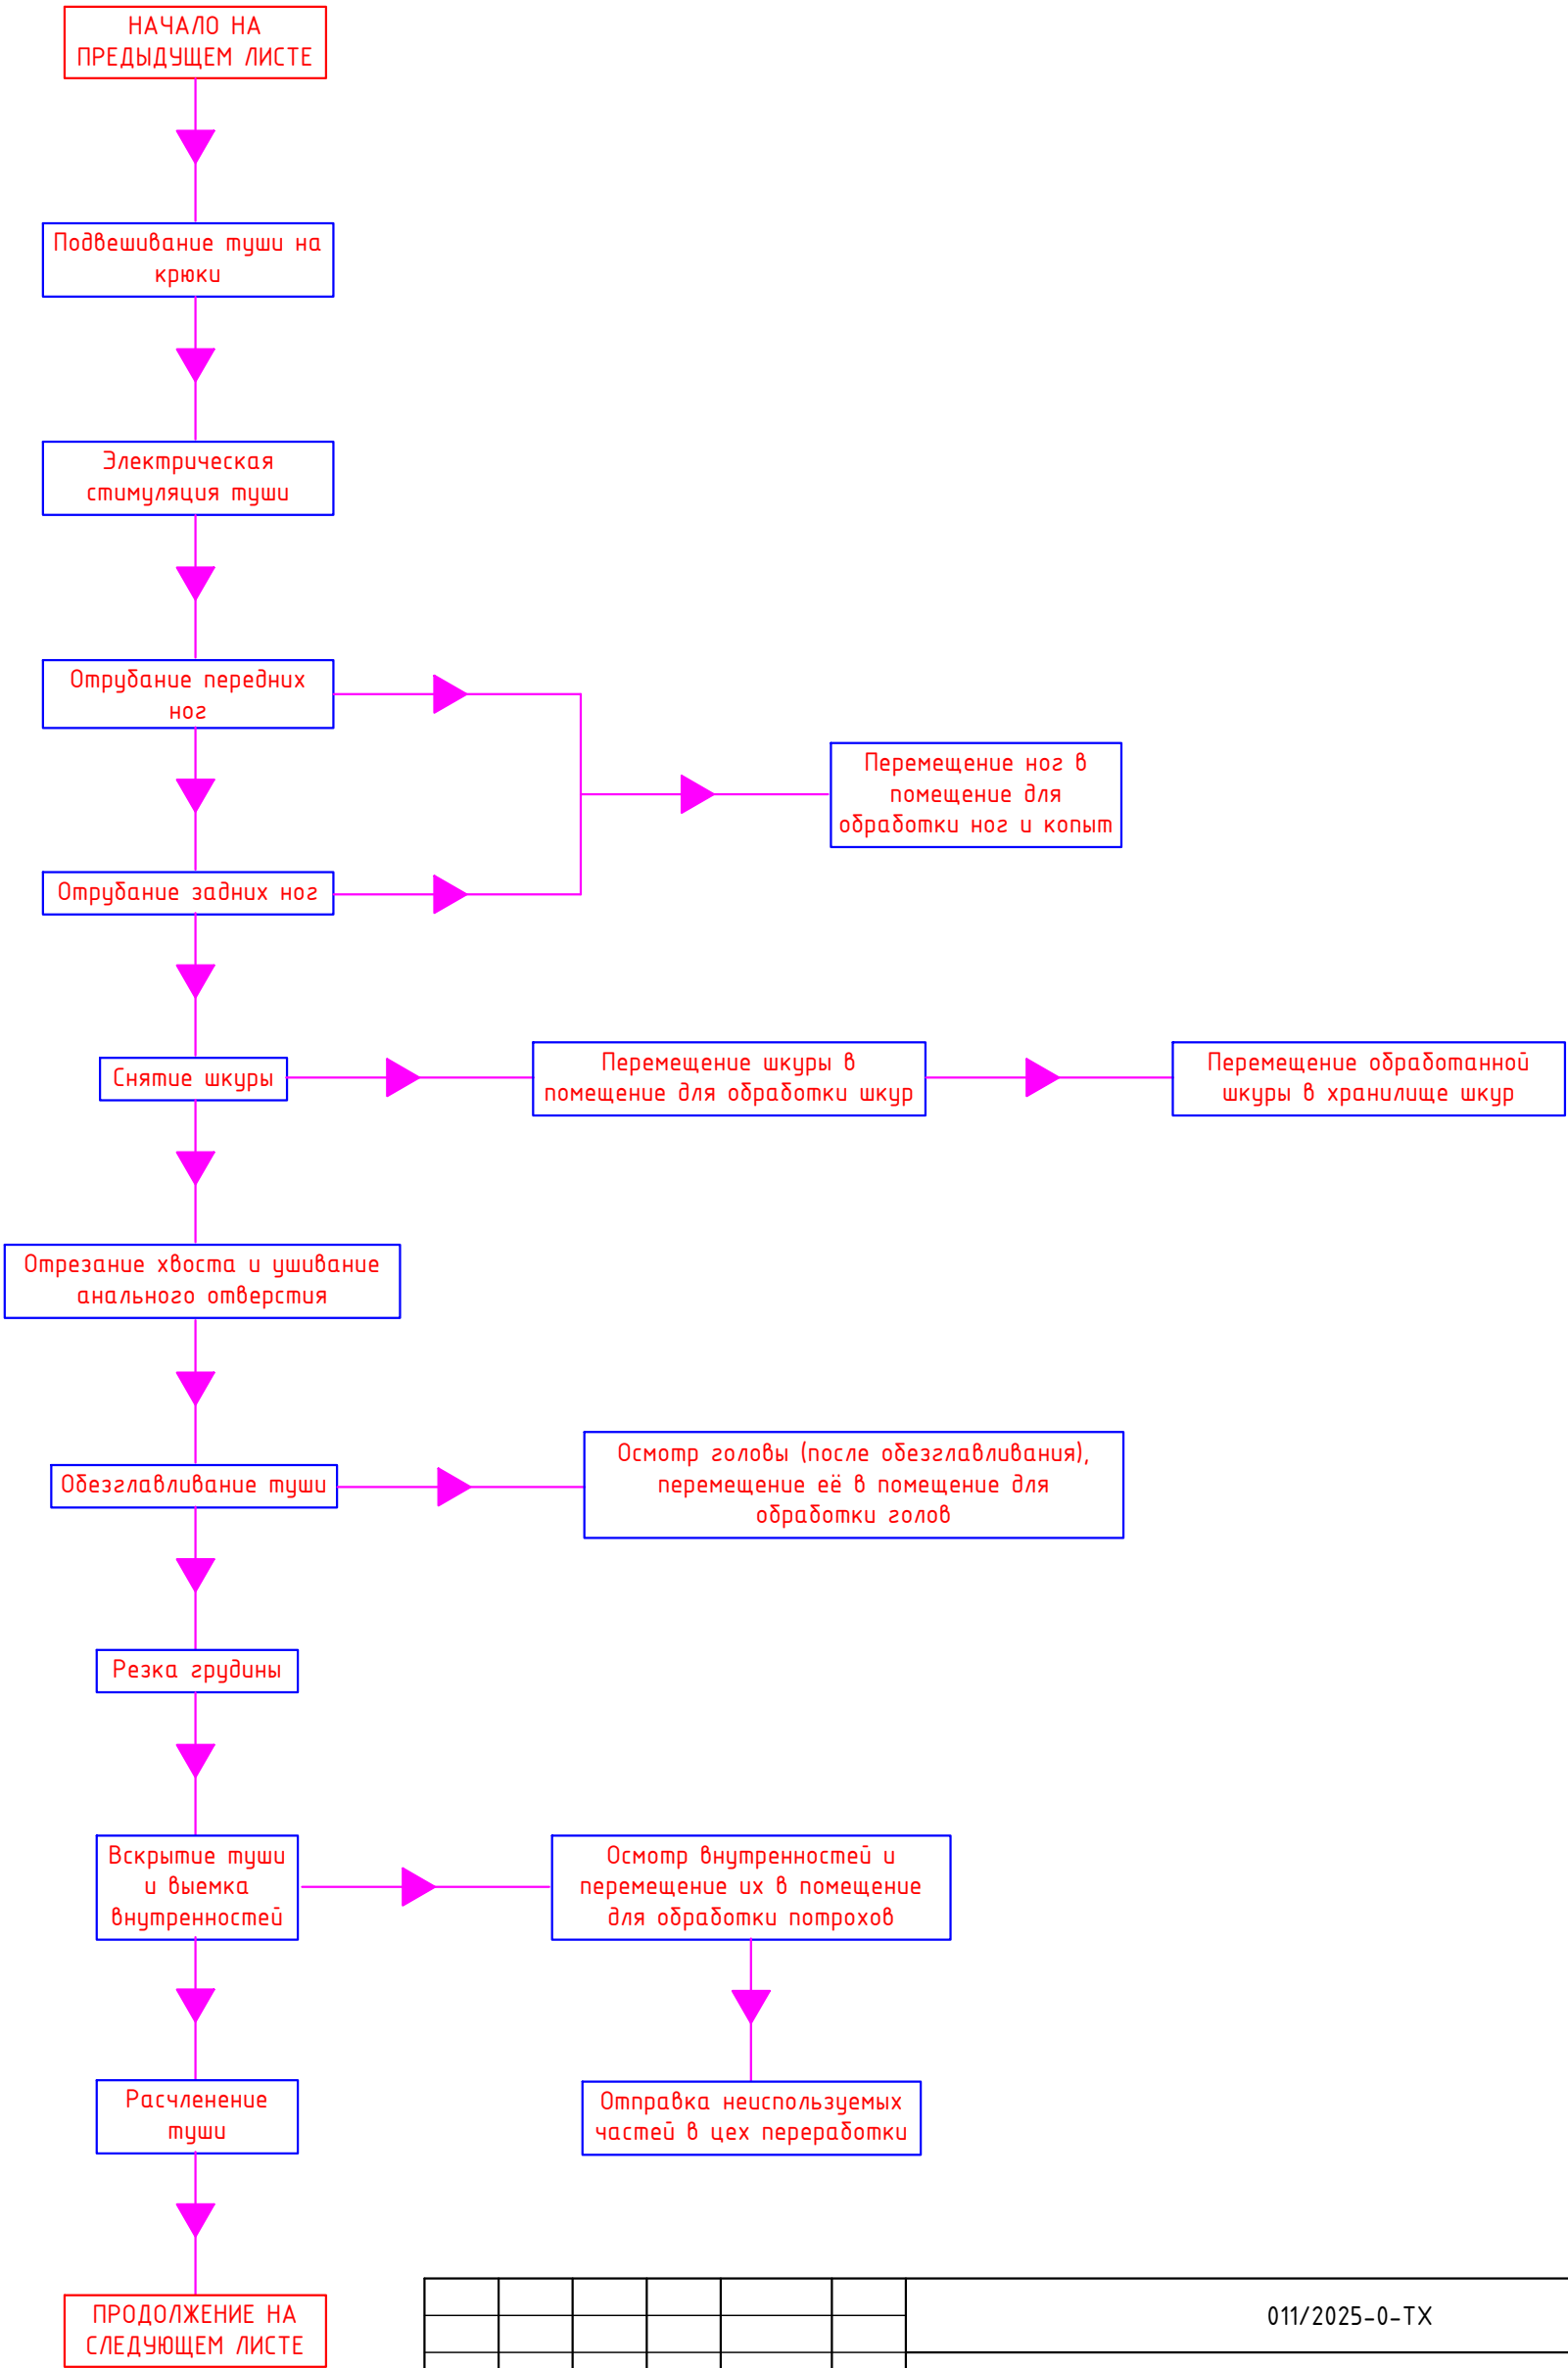 НАЧАЛО НА
ПРЕДЫДУЩЕМ ЛИСТЕ
Подвешивание туши на
крюки
Электрическая
стимуляция туши
Отрубание передних
ног
Перемещение ног в
помещение для
обработки ног и копыт
Отрубание задних ног
Снятие шкуры
Перемещение шкуры в
помещение для обработки шкур
Перемещение обработанной
шкуры в хранилище шкур
Отрезание хвоста и ушивание
анального отверстия
Обезглавливание туши
Осмотр головы (после обезглавливания),
перемещение её в помещение для
обработки голов
Резка грудины
Вскрытие туши
и выемка
внутренностей
Осмотр внутренностей и
перемещение их в помещение
для обработки потрохов
Расчленение
туши
Отправка неиспользуемых
частей в цех переработки
ПРОДОЛЖЕНИЕ НА
СЛЕДУЮЩЕМ ЛИСТЕ
011/2025-0-ТХ